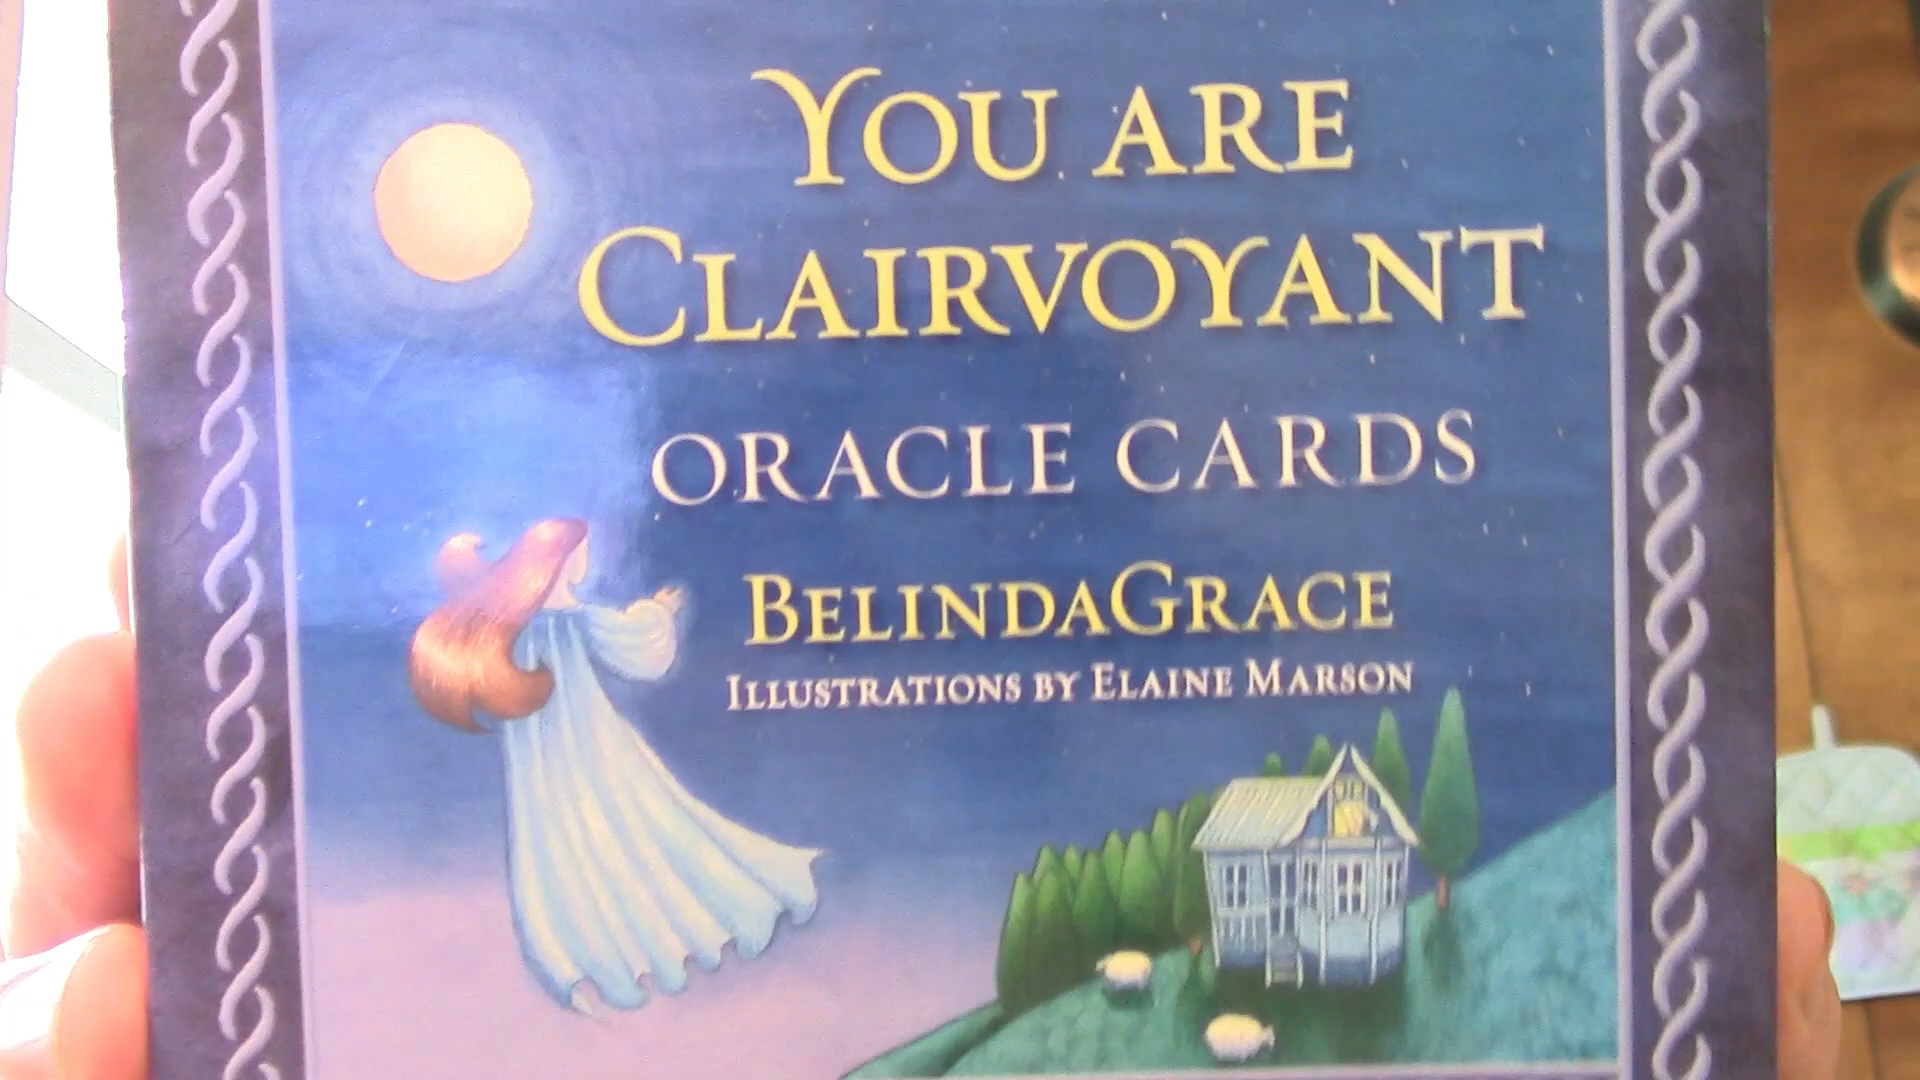 YOU ARE
CLAIRVOYANT
ORACLE CARDS
BELINDAGRACE
ILLUSTRATIONS BY ELAINE MARSON